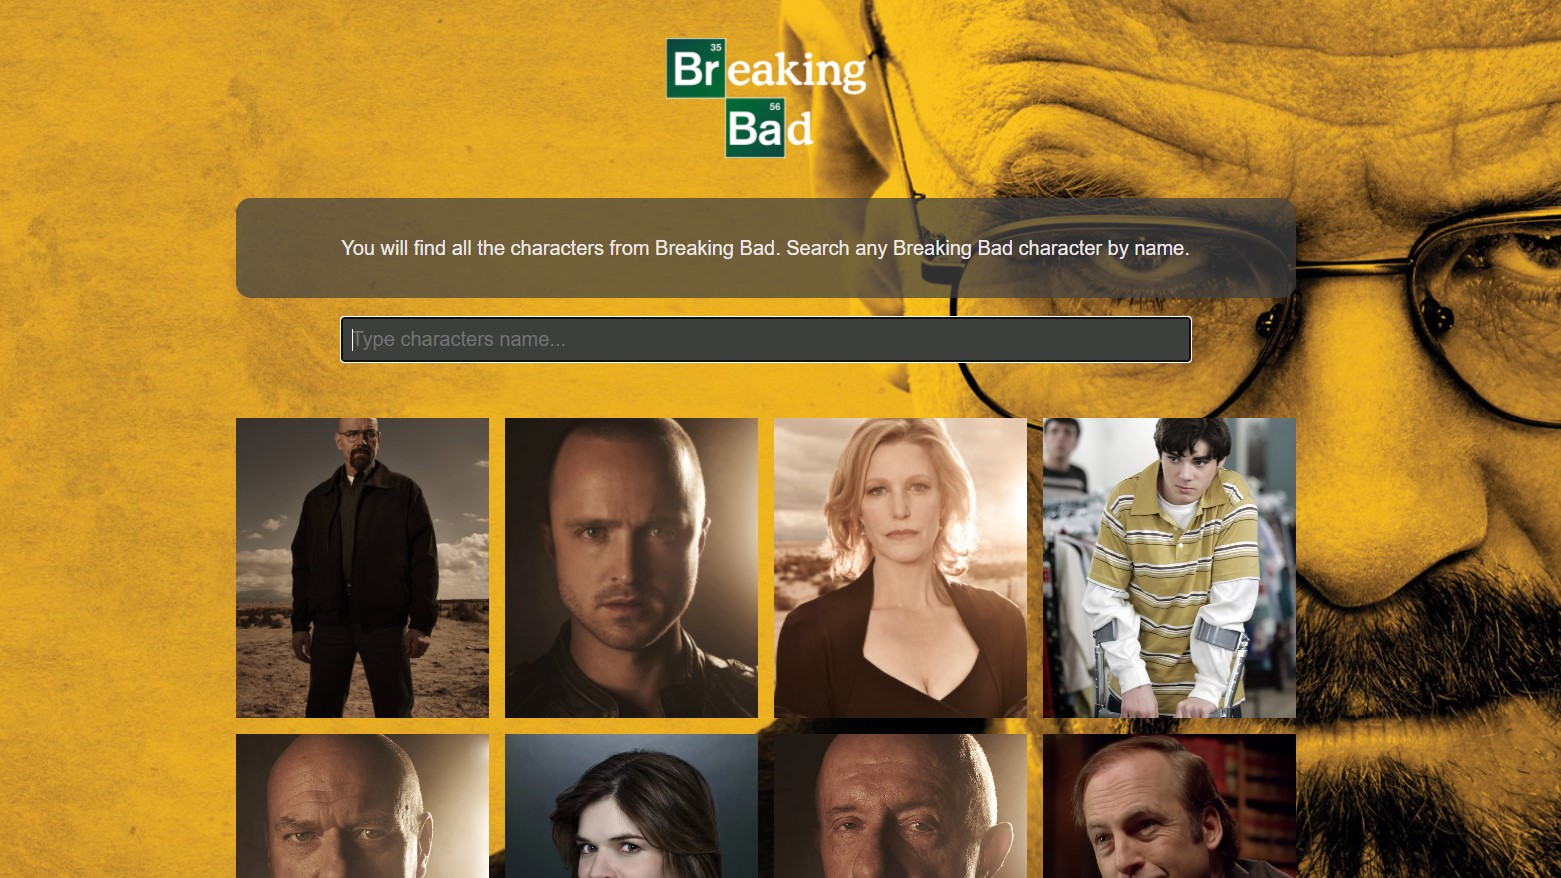 35
Breaking
56
Bad
You will find all the characters from Breaking Bad. Search any Breaking Bad character by name.
Type characters name...